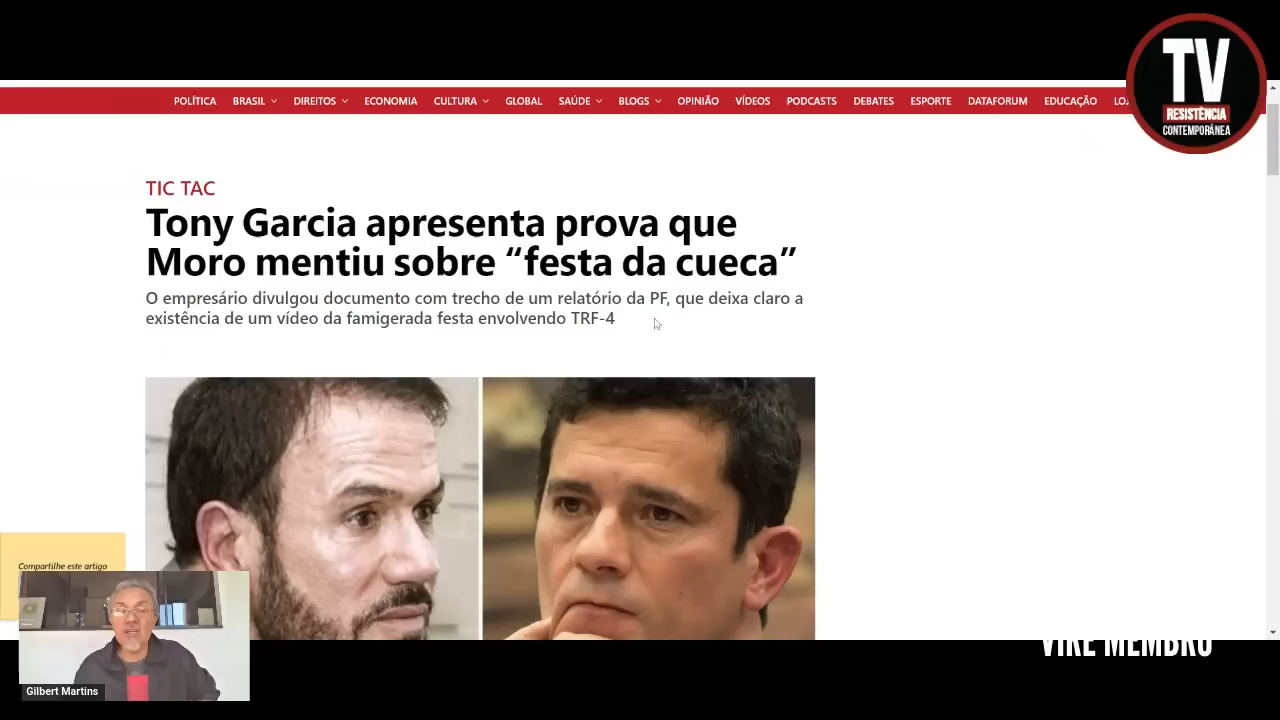 POLÍTICA BRASIL DIREITOS ECONOMIA CULTURA GLOBAL SAÚDE BLOGS OPINIÃO VÍDEOS PODCASTS DEBATES ESPORTE DATAFORUM EDUCAÇÃO
TV
RESISTÊNCIA
CONTEMPORÂNEA
TIC TAC
Tony Garcia apresenta prova que
Moro mentiu sobre “festa da cueca”
O empresário divulgou documento com trecho de um relatório da PF, que deixa claro a
existência de um vídeo da famigerada festa envolvendo TRF-4
Compartilhe este artigo
VIRE MEMBRO
Gilbert Martins